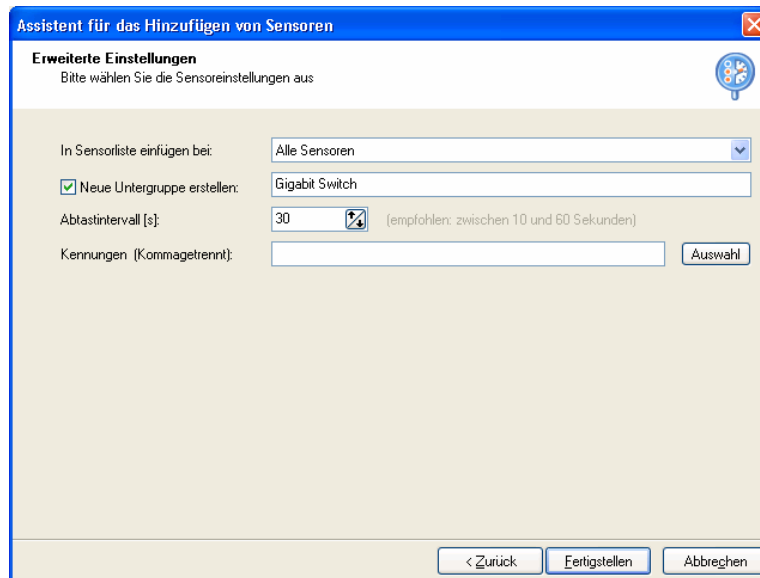 Assistent für das Hinzufügen von Sensoren
Erweiterte Einstellungen
Bitte wählen Sie die Sensoreinstellungen aus
In Sensorliste einfügen bei: Alle Sensoren
Neue Untergruppe erstellen: Gigabit Switch
Abtastintervall [s]: 30 (empfohlen: zwischen 10 und 60 Sekunden)
Kennungen (Kommagetrennt): Auswahl
< Zurück Fertigstellen Abbrechen